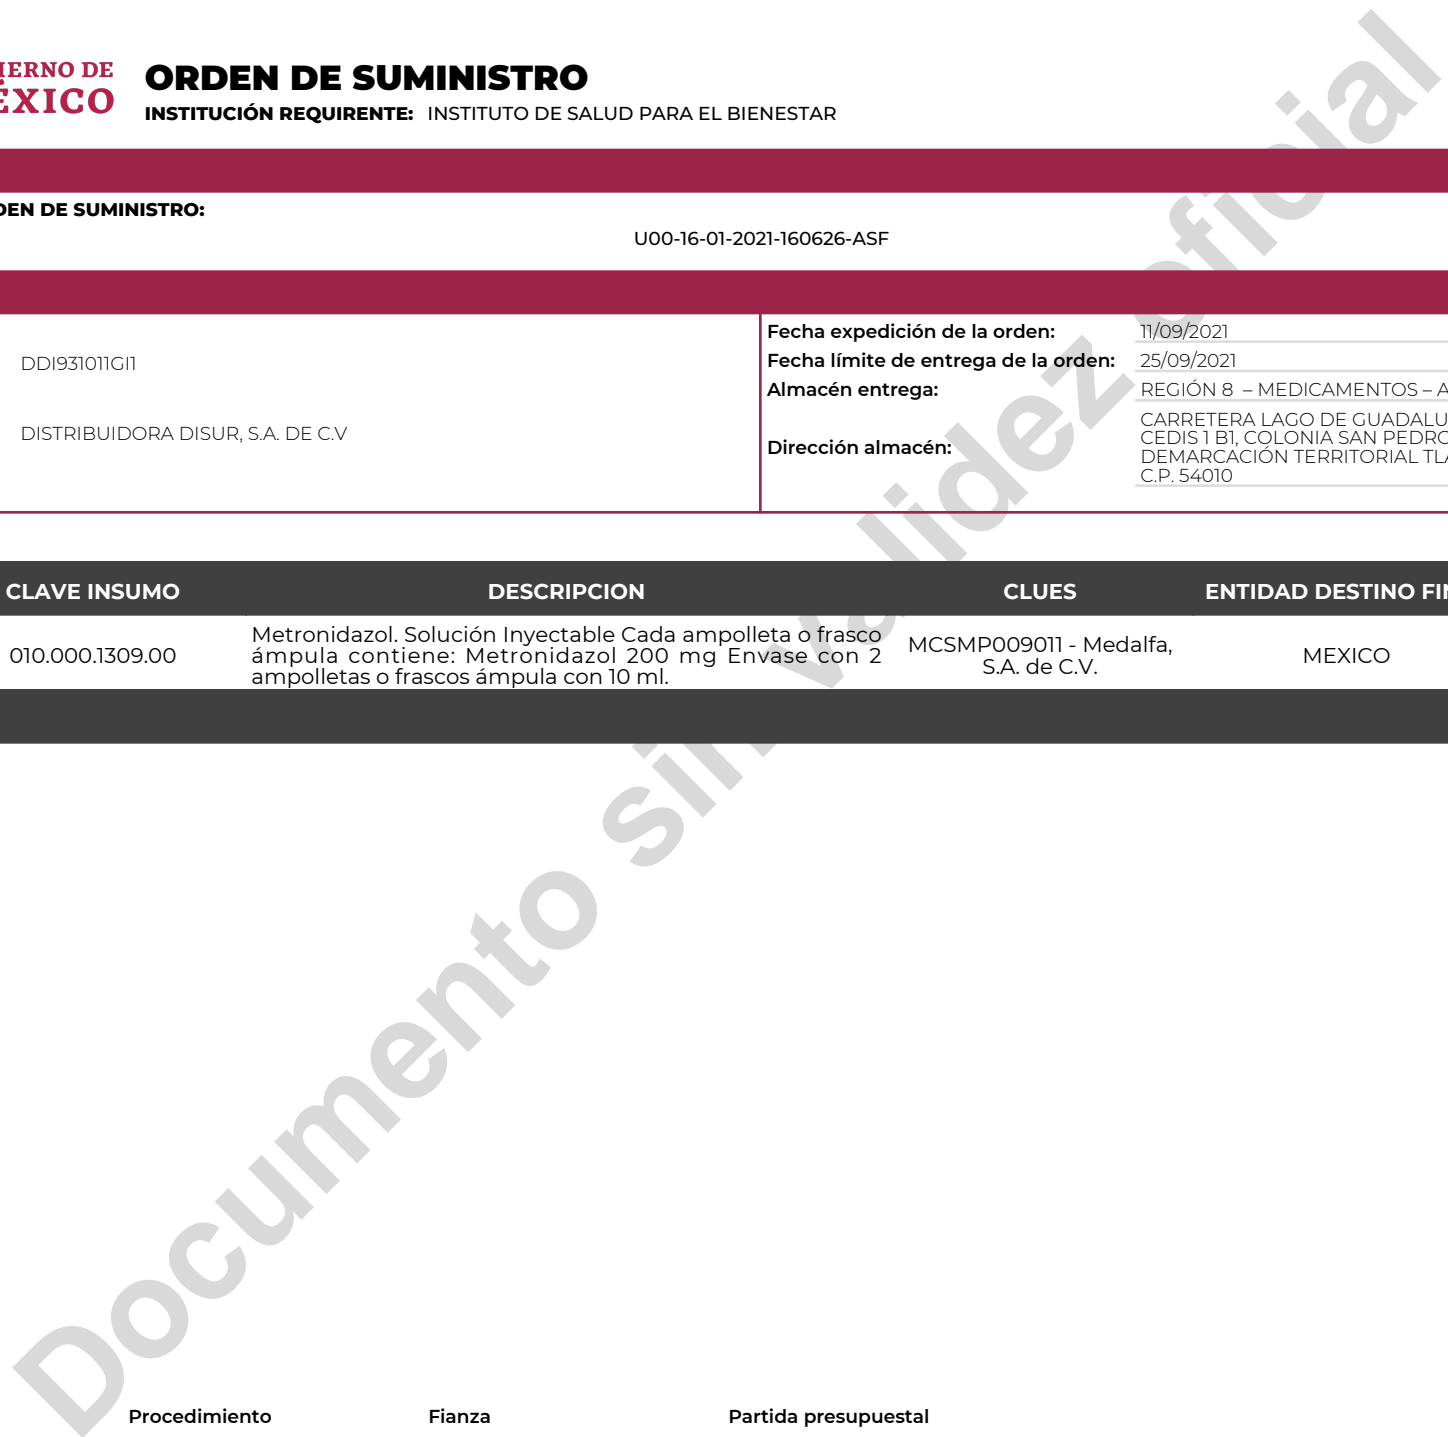 IERNO DE
ÉXICO
ORDEN DE SUMINISTRO
INSTITUCIÓN REQUIRENTE: INSTITUTO DE SALUD PARA EL BIENESTAR
DEN DE SUMINISTRO:
U00-16-01-2021-160626-ASF
DDI931011GI1
DISTRIBUIDORA DISUR, S.A. DE C.V
Fecha expedición de la orden: 11/09/2021
Fecha límite de entrega de la orden: 25/09/2021
Almacén entrega: REGIÓN 8 – MEDICAMENTOS – A
Dirección almacén:
CARRETERA LAGO DE GUADALU
CEDIS 1 B1, COLONIA SAN PEDRO
DEMARCACIÓN TERRITORIAL TLA
C.P. 54010
CLAVE INSUMO DESCRIPCION CLUES ENTIDAD DESTINO FIN
010.000.1309.00
Metronidazol. Solución Inyectable Cada ampolleta o frasco
ámpula contiene: Metronidazol 200 mg Envase con 2
ampolletas o frascos ámpula con 10 ml.
MCSMP009011 - Medalfa,
S.A. de C.V.
MEXICO
Documento sin validez oficial
Procedimiento Fianza Partida presupuestal